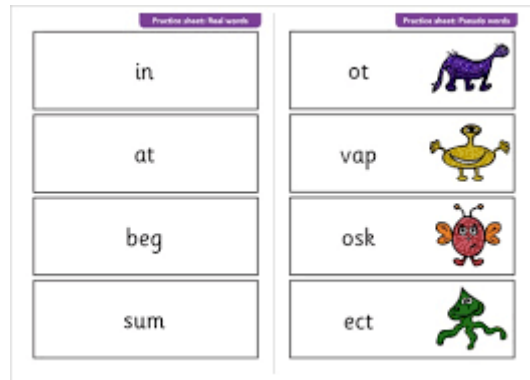 Practice sheet: Real words
in
at
beg
sum
Practice sheet: Pseudo words
ot
vap
osk
ect